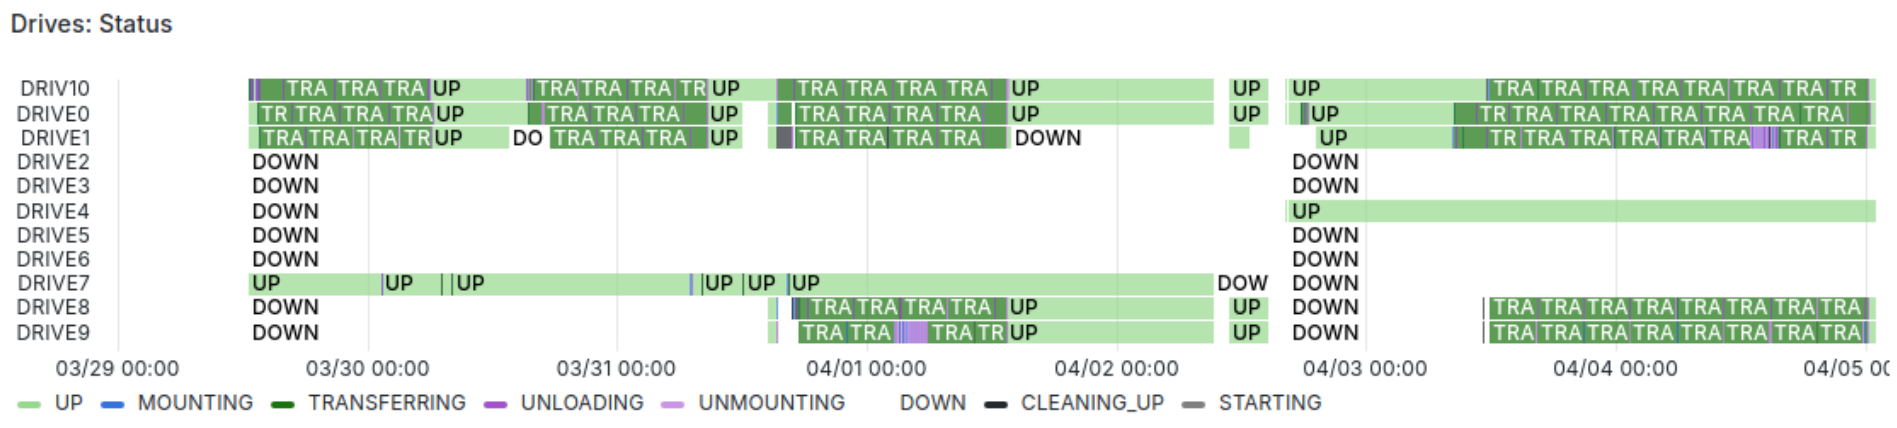 Drives: Status
DRIV10 TRA TRA TRA UP TRA TRA TRA TR UP TRA TRA TRA TRA UP UP UP TRA TRA TRA TRA TRA TRA TRA TR
DRIVE0 TR TRA TRA TRA UP TRA TRA TRA UP TRA TRA TRA TRA UP UP UP TR TRA TRA TRA TRA TRA TRA TRA
DRIVE1 TRA TRA TRA TR UP DO TRA TRA TRA UP TRA TRA TRA TRA DOWN UP TR TRA TRA TRA TRA TRA TR
DRIVE2 DOWN DOWN
DRIVE3 DOWN DOWN
DRIVE4 DOWN UP
DRIVE5 DOWN DOWN
DRIVE6 DOWN DOWN
DRIVE7 UP UP UP UP UP UP DOW DOWN
DRIVE8 DOWN TRA TRA TRA TRA UP UP DOWN TRA TRA TRA TRA TRA TRA TRA TRA
DRIVE9 DOWN TRA TRA TRA TR UP UP DOWN TRA TRA TRA TRA TRA TRA TRA TRA
03/29 00:00 03/30 00:00 03/31 00:00 04/01 00:00 04/02 00:00 04/03 00:00 04/04 00:00 04/05 0
UP MOUNTING TRANSFERRING UNLOADING UNMOUNTING DOWN CLEANING_UP STARTING